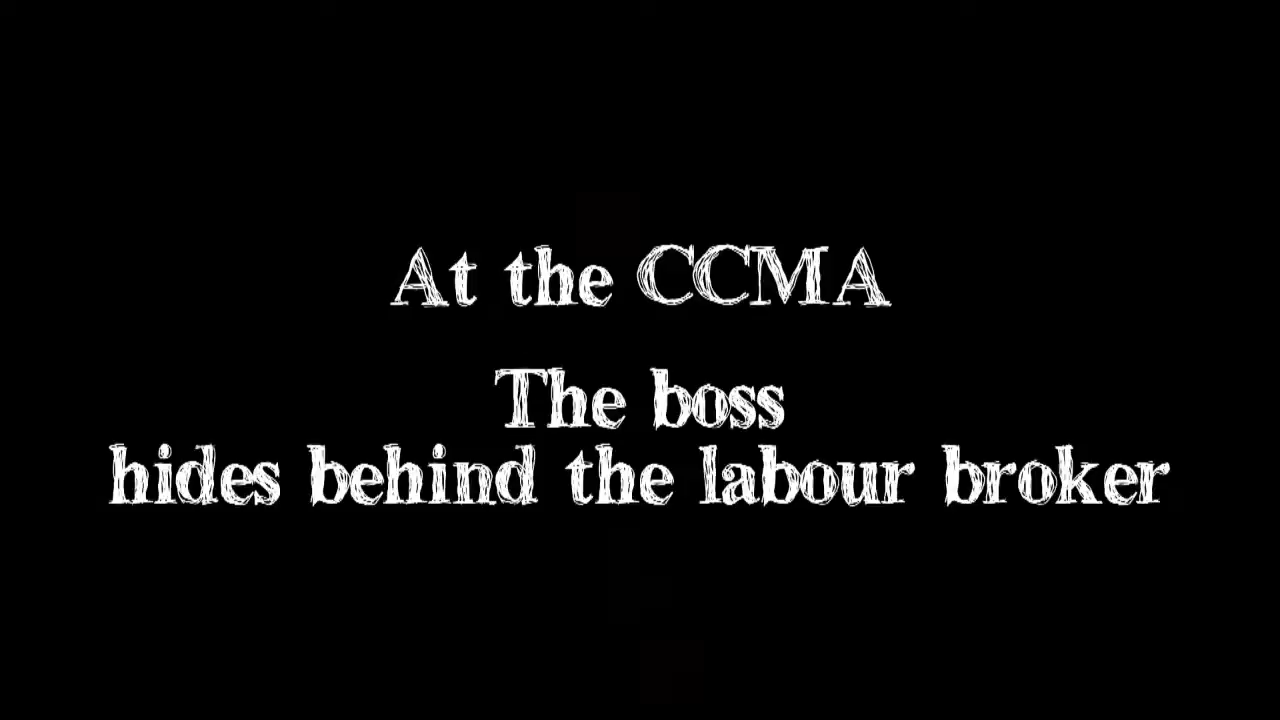 At the CCMA
The boss
hides behind the labour broker